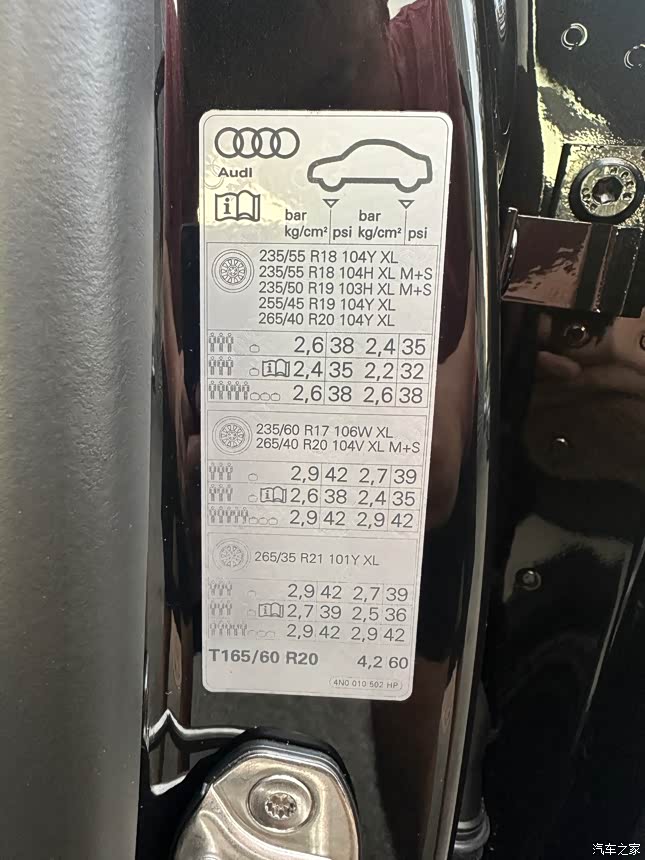 Audi
bar bar
kg/cm² psi kg/cm² psi
235/55 R18 104Y XL
235/55 R18 104H XL M+S
235/50 R19 103H XL M+S
255/45 R19 104Y XL
265/40 R20 104Y XL
2,6 38 2,4 35
2,4 35 2,2 32
2,6 38 2,6 38
235/60 R17 106W XL
265/40 R20 104V XL M+S
2,9 42 2,7 39
2,6 38 2,4 35
2,9 42 2,9 42
265/35 R21 101Y XL
2,9 42 2,7 39
2,7 39 2,5 36
2,9 42 2,9 42
T165/60 R20 4,2 60
4N0 010 502 HP
汽车之家